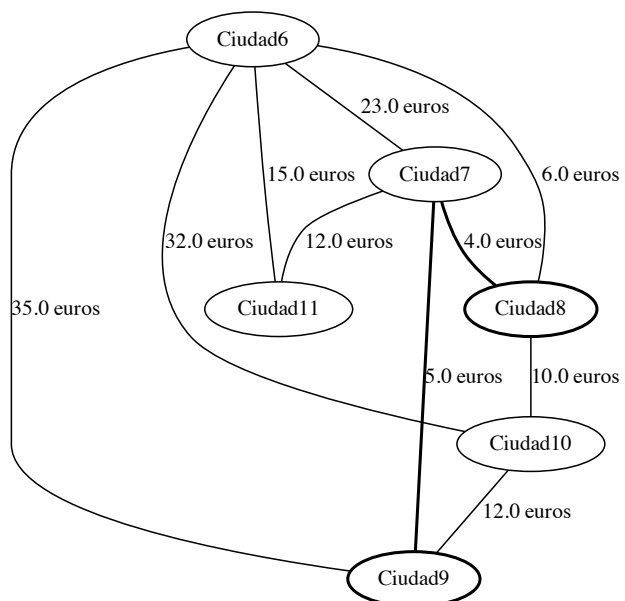 Ciudad6
23.0 euros
Ciudad7
15.0 euros
6.0 euros
32.0 euros
12.0 euros
4.0 euros
35.0 euros
Ciudad11
Ciudad8
5.0 euros
10.0 euros
Ciudad10
12.0 euros
Ciudad9